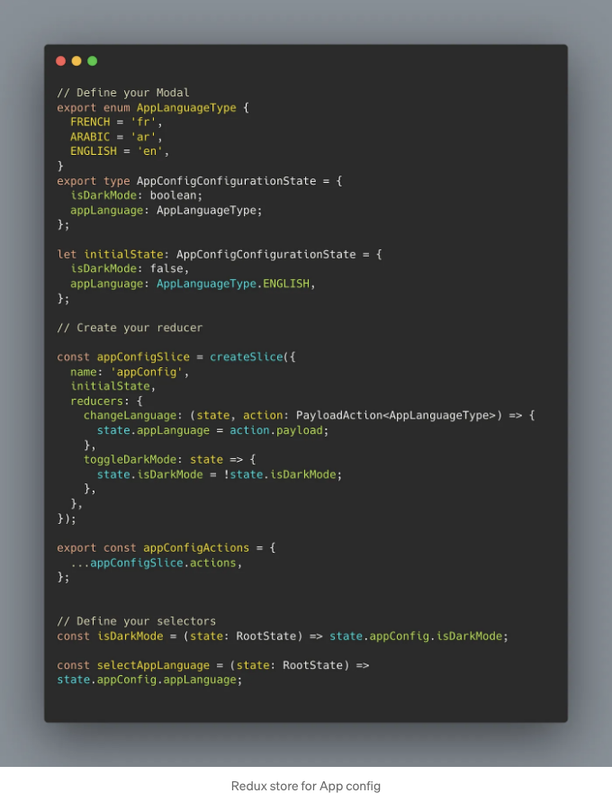 // Define your Modal
export enum AppLanguageType {
  FRENCH = 'fr',
  ARABIC = 'ar',
  ENGLISH = 'en',
}
export type AppConfigConfigurationState = {
  isDarkMode: boolean;
  appLanguage: AppLanguageType;
};

let initialState: AppConfigConfigurationState = {
  isDarkMode: false,
  appLanguage: AppLanguageType.ENGLISH,
};

// Create your reducer

const appConfigSlice = createSlice({
  name: 'appConfig',
  initialState,
  reducers: {
    changeLanguage: (state, action: PayloadAction<AppLanguageType>) => {
      state.appLanguage = action.payload;
    },
    toggleDarkMode: state => {
      state.isDarkMode = !state.isDarkMode;
    },
  },
});

export const appConfigActions = {
  ...appConfigSlice.actions,
};

// Define your selectors
const isDarkMode = (state: RootState) => state.appConfig.isDarkMode;

const selectAppLanguage = (state: RootState) =>
state.appConfig.appLanguage;

Redux store for App config